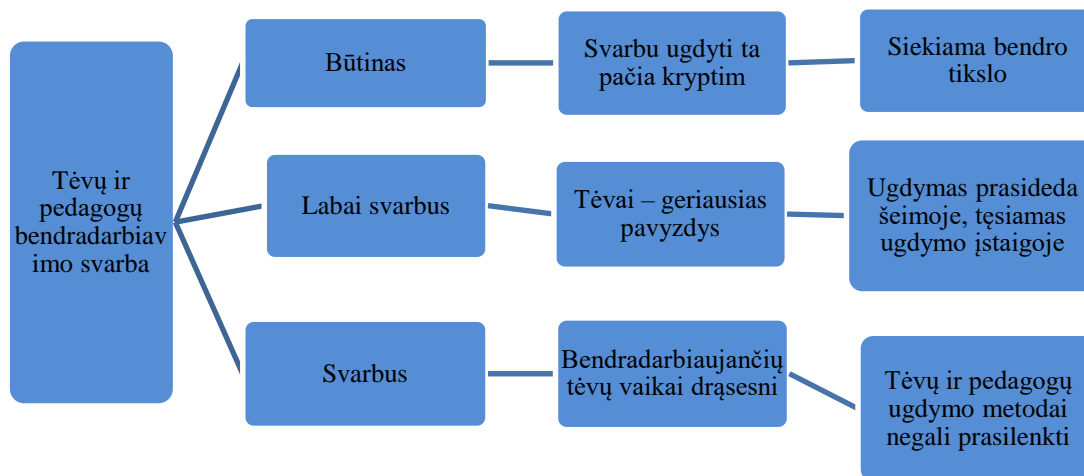 Tėvų ir
pedagogų
bendradarbiav
imo svarba
Būtinas
Svarbu ugdyti ta
pačia kryptim
Siekiama bendro
tikslo
Labai svarbus
Tėvai – geriausias
pavyzdys
Ugdymas prasideda
šeimoje, tęsiamas
ugdymo įstaigoje
Svarbus
Bendradarbiaujančių
tėvų vaikai drąsesni
Tėvų ir pedagogų
ugdymo metodai
negali prasilenkti